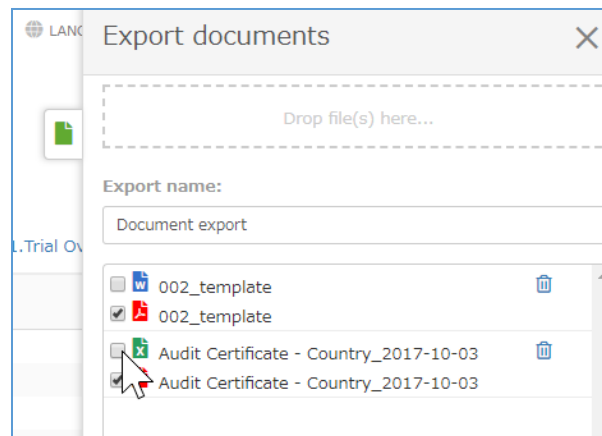 LANG
Export documents
Drop file(s) here...
Export name:
Document export
1.Trial Ov
002_template
002_template
Audit Certificate - Country_2017-10-03
Audit Certificate - Country_2017-10-03